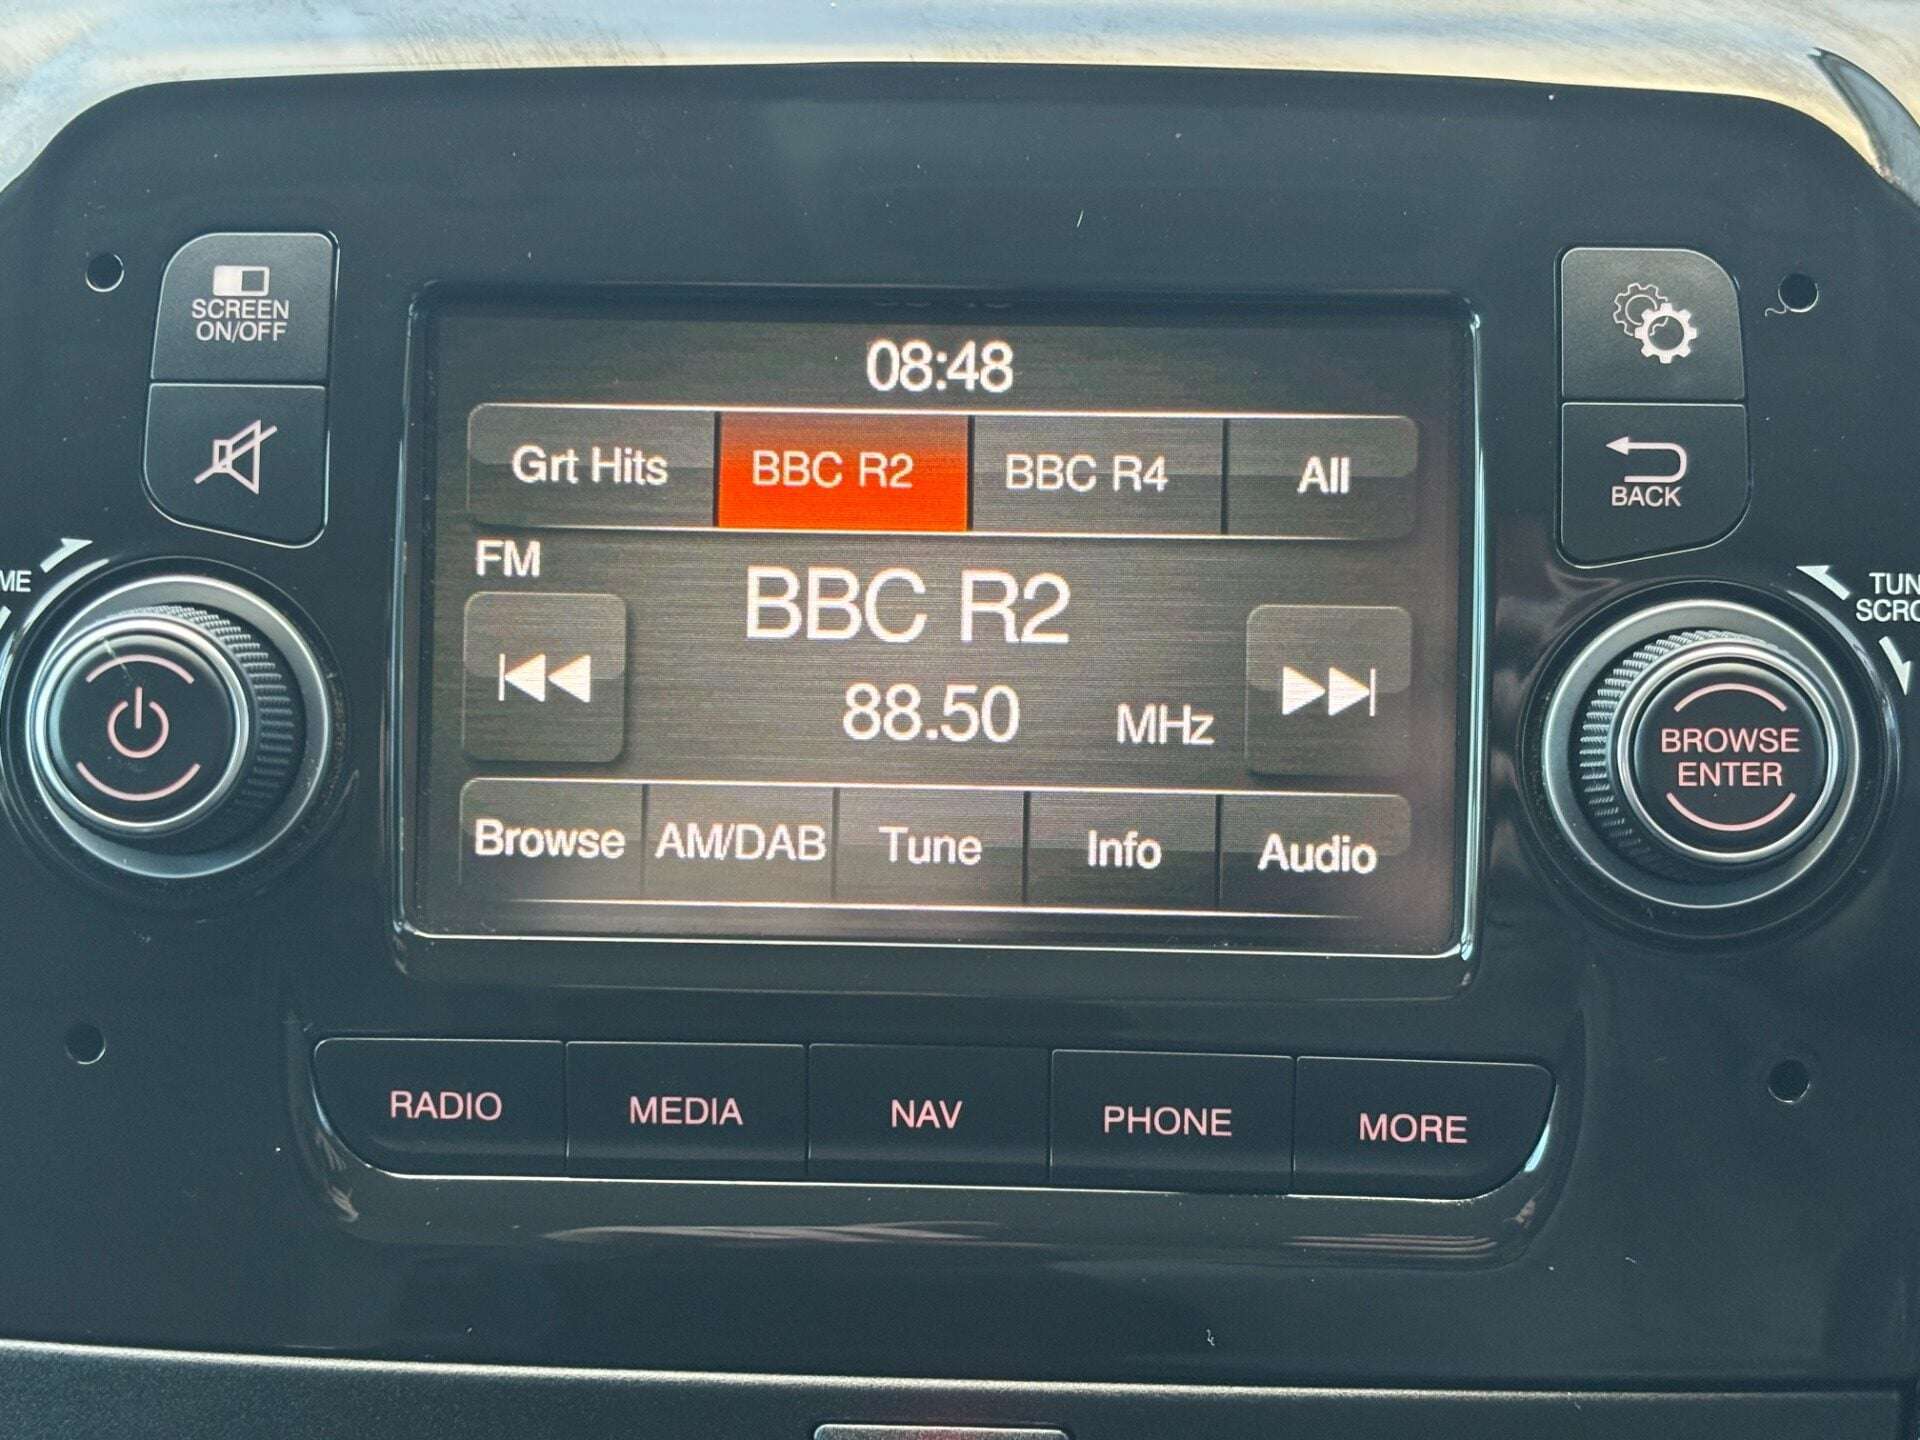 SCREEN
ON/OFF
08:48
Grt Hits
BBC R2
BBC R4
All
BACK
FM
BBC R2
88.50 MHz
BROWSE
ENTER
Browse
AM/DAB
Tune
Info
Audio
RADIO
MEDIA
NAV
PHONE
MORE